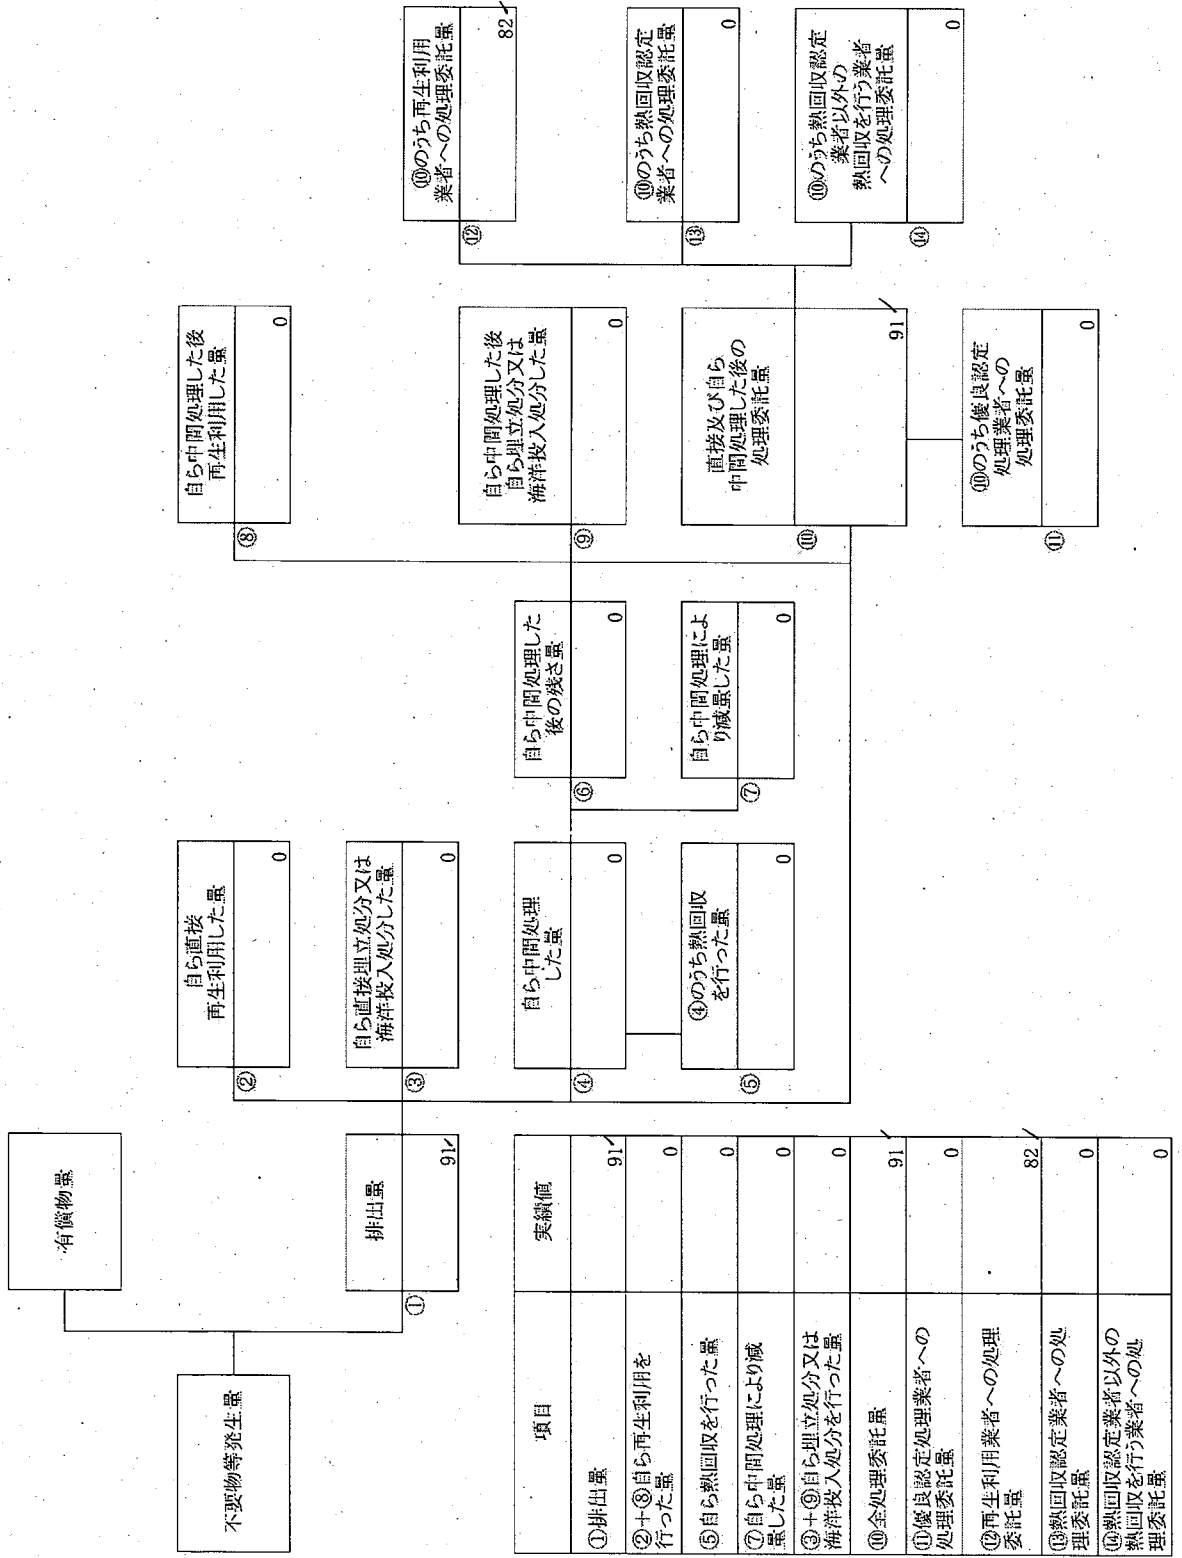 不要物等発生量
有償物量
①
排出量
91
②
自ら直接
再生利用した量
0
③
自ら直接埋立処分又は
海洋投入処分した量
0
④
自ら中間処理
した量
0
⑤
④のうち熱回収
を行った量
0
⑥
自ら中間処理した
後の残さ量
0
⑦
自ら中間処理によ
り減量した量
0
⑧
自ら中間処理した後
再生利用した量
0
⑨
自ら中間処理した後
自ら埋立処分又は
海洋投入処分した量
0
⑩
直接及び自ら
中間処理した後の
処理委託量
91
⑪
⑩のうち優良認定
処理業者への
処理委託量
0
⑫
⑩のうち再生利用
業者への処理委託量
82
⑬
⑩のうち熱回収認定
業者への処理委託量
0
⑭
⑩のうち熱回収認定
業者以外の
熱回収を行う業者
への処理委託量
0
項目 実績値
①排出量 91
②+⑧自ら再生利用を
行った量 0
⑤自ら熱回収を行った量 0
⑦自ら中間処理により減
量した量 0
③+⑨自ら埋立処分又は
海洋投入処分を行った量 0
⑩全処理委託量 91
⑪優良認定処理業者への
処理委託量 0
⑫再生利用業者への処理
委託量 82
⑬熱回収認定業者への処
理委託量 0
⑭熱回収認定業者以外の
熱回収を行う業者への処
理委託量 0